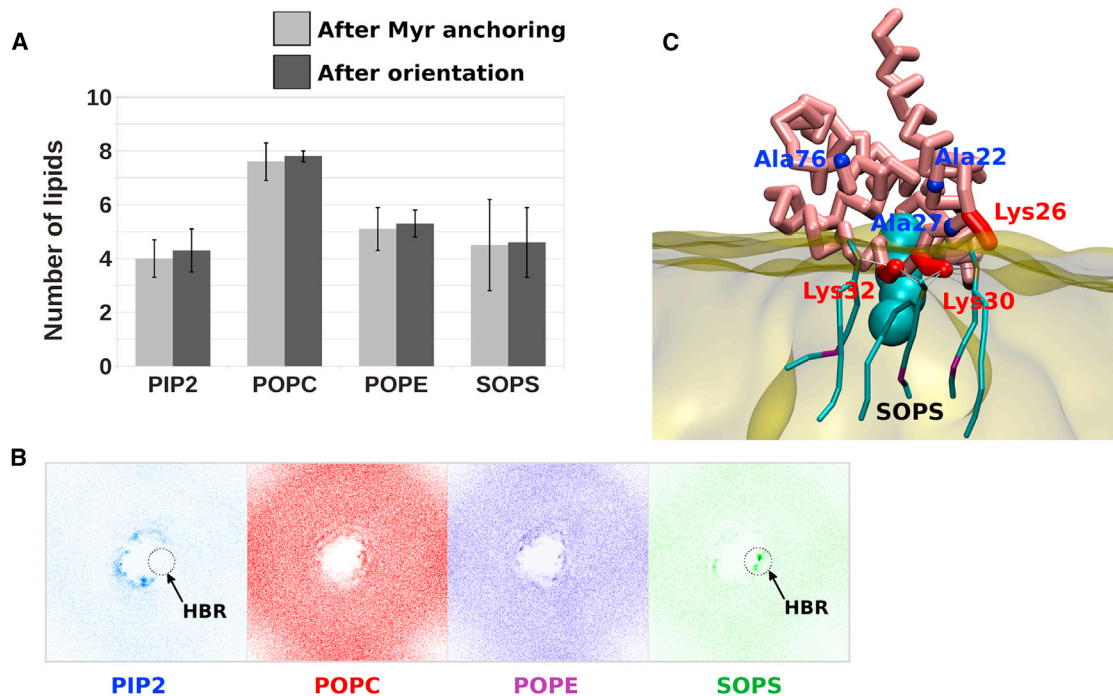 A
After Myr anchoring
After orientation
Number of lipids
10
8
6
4
2
0
PIP2 POPC POPE SOPS
C
Ala76
Ala22
Lys26
Ala27
Lys32
Lys30
SOPS
B
HBR
HBR
PIP2 POPC POPE SOPS